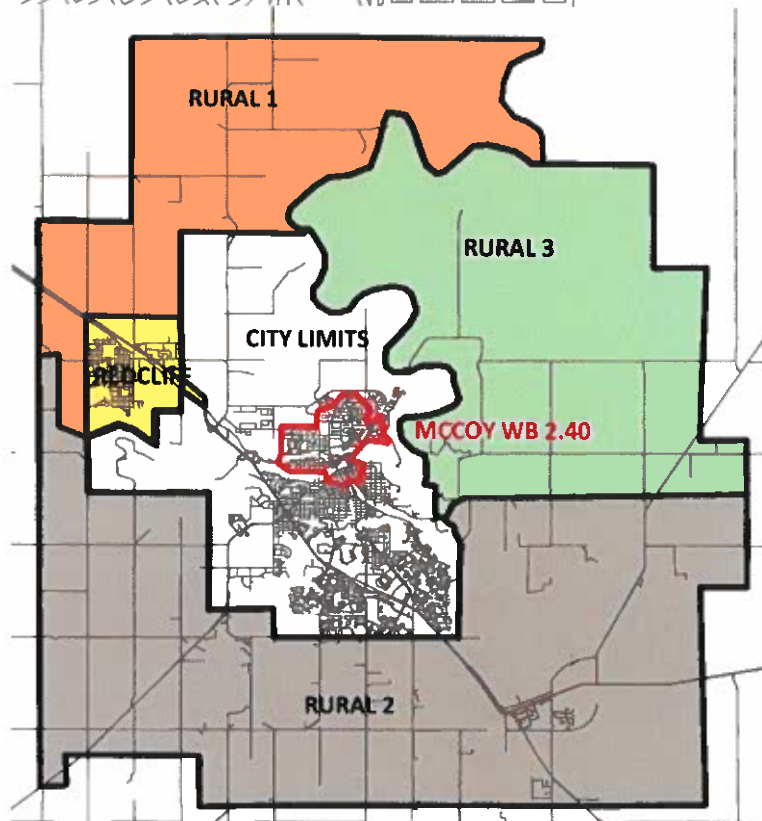 RURAL 1
RURAL 3
CITY LIMITS
REDCLIFF
MCCOY WB 2.40
RURAL 2